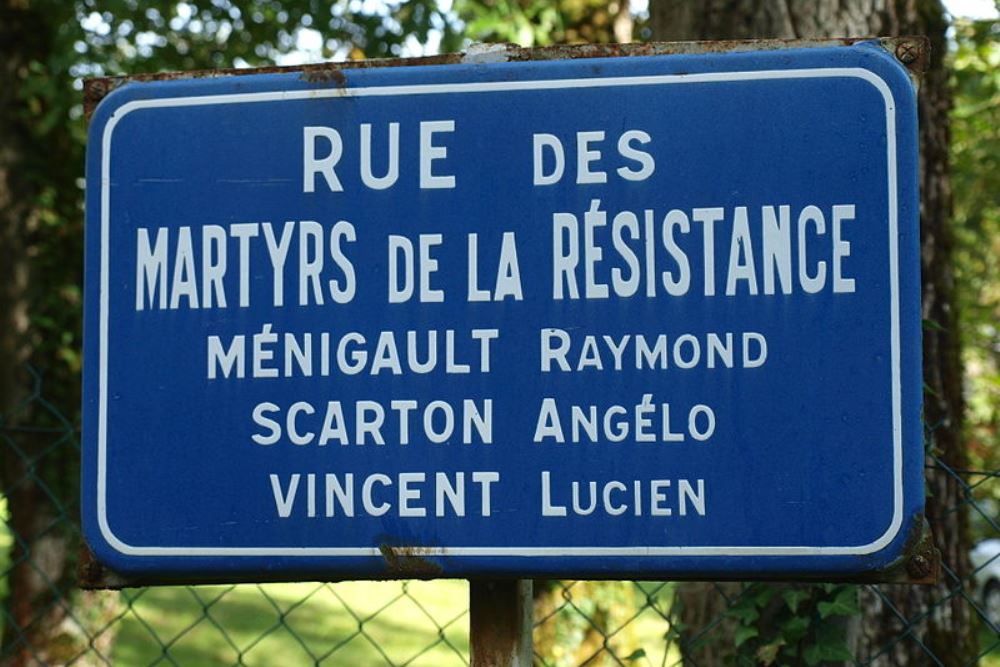 RUE DES
MARTYRS DE LA RÉSISTANCE
MÉNIGAULT RAYMOND
SCARTON ANGÉLO
VINCENT LUCIEN